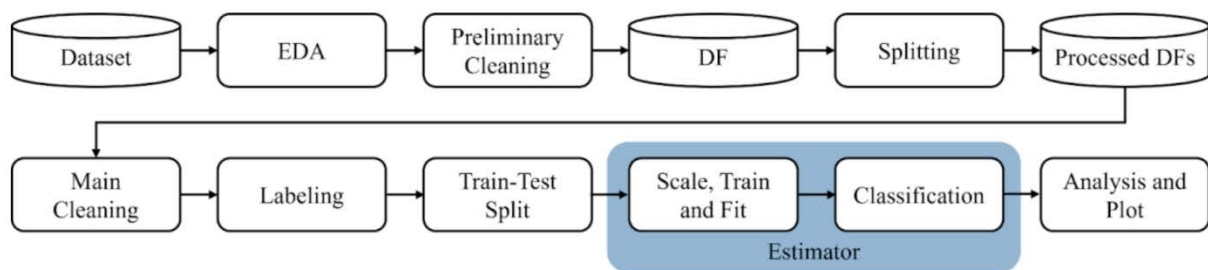 Dataset
EDA
Preliminary
Cleaning
DF
Splitting
Processed DFs
Main
Cleaning
Labeling
Train-Test
Split
Scale, Train
and Fit
Classification
Analysis and
Plot
Estimator